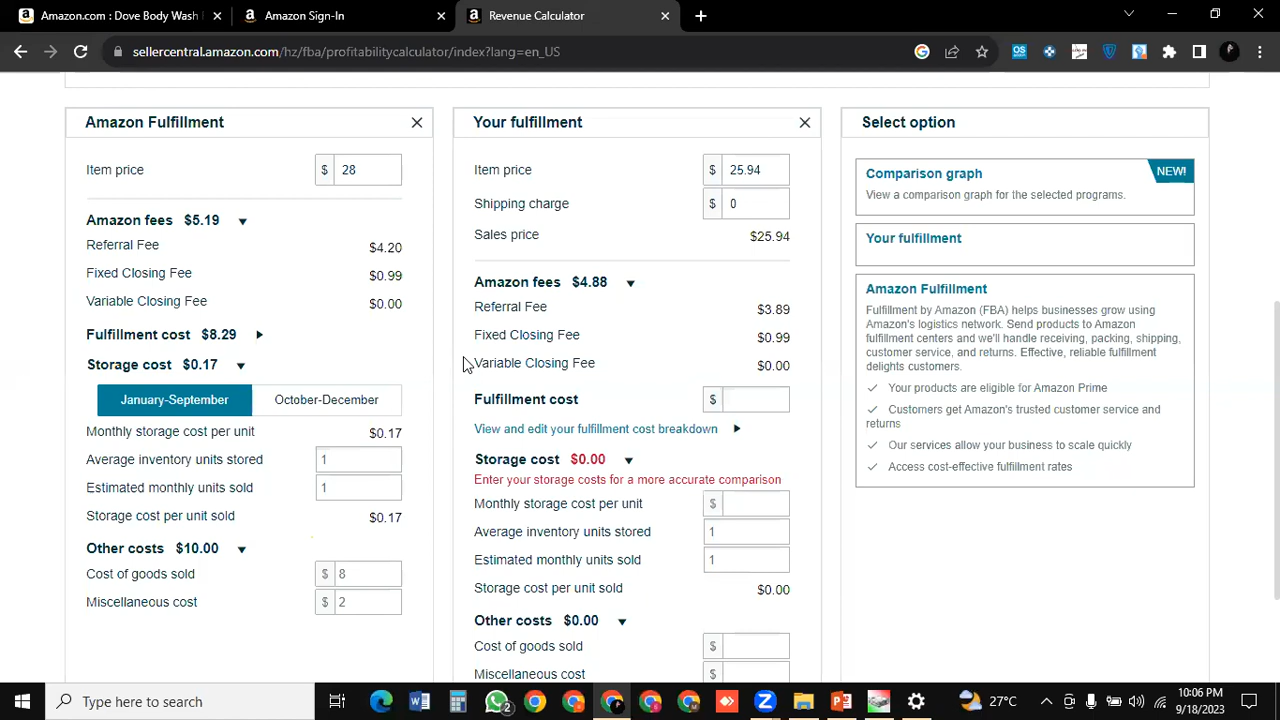 Amazon.com : Dove Body Wash
Amazon Sign-In
Revenue Calculator
sellercentral.amazon.com/hz/fba/profitabilitycalculator/index?lang=en_US
Amazon Fulfillment
Item price $ 28
Amazon fees $5.19
Referral Fee $4.20
Fixed Closing Fee $0.99
Variable Closing Fee $0.00
Fulfillment cost $8.29
Storage cost $0.17
January-September October-December
Monthly storage cost per unit $0.17
Average inventory units stored 1
Estimated monthly units sold 1
Storage cost per unit sold $0.17
Other costs $10.00
Cost of goods sold $ 8
Miscellaneous cost $ 2
Your fulfillment
Item price $ 25.94
Shipping charge $ 0
Sales price $25.94
Amazon fees $4.88
Referral Fee $3.89
Fixed Closing Fee $0.99
Variable Closing Fee $0.00
Fulfillment cost $
View and edit your fulfillment cost breakdown
Storage cost $0.00
Enter your storage costs for a more accurate comparison
Monthly storage cost per unit $
Average inventory units stored 1
Estimated monthly units sold 1
Storage cost per unit sold $0.00
Other costs $0.00
Cost of goods sold $
Miscellaneous cost $
Select option
Comparison graph NEW!
View a comparison graph for the selected programs.
Your fulfillment
Amazon Fulfillment
Fulfillment by Amazon (FBA) helps businesses grow using
Amazon's logistics network. Send products to Amazon
fulfillment centers and we'll handle receiving, packing, shipping,
customer service, and returns. Effective, reliable fulfillment
delights customers.
Your products are eligible for Amazon Prime
Customers get Amazon's trusted customer service and
returns
Our services allow your business to scale quickly
Access cost-effective fulfillment rates
Type here to search
2
27°C
10:06 PM
9/18/2023